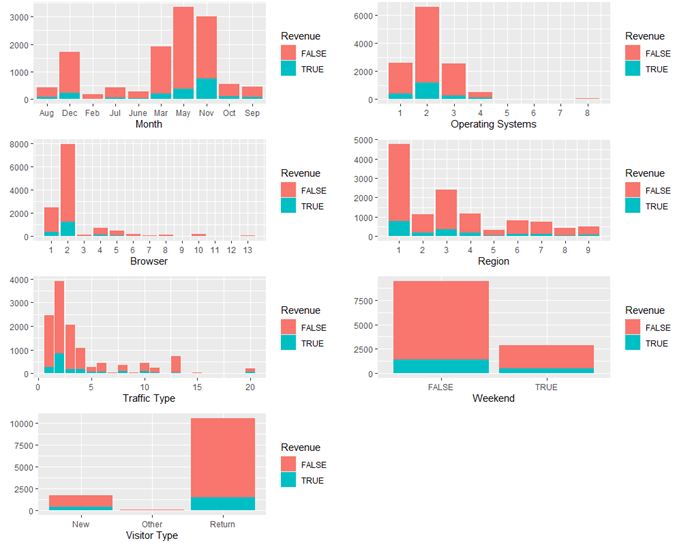 3000
2000
1000
0
Aug Dec Feb Jul June Mar May Nov Oct Sep
Month
Revenue
FALSE
TRUE
6000
4000
2000
0
1 2 3 4 5 6 7 8
Operating Systems
Revenue
FALSE
TRUE
8000
6000
4000
2000
0
1 2 3 4 5 6 7 8 9 10 11 12 13
Browser
Revenue
FALSE
TRUE
5000
4000
3000
2000
1000
0
1 2 3 4 5 6 7 8 9
Region
Revenue
FALSE
TRUE
4000
3000
2000
1000
0
0 5 10 15 20
Traffic Type
Revenue
FALSE
TRUE
7500
5000
2500
0
FALSE TRUE
Weekend
Revenue
FALSE
TRUE
10000
7500
5000
2500
0
New Other Return
Visitor Type
Revenue
FALSE
TRUE